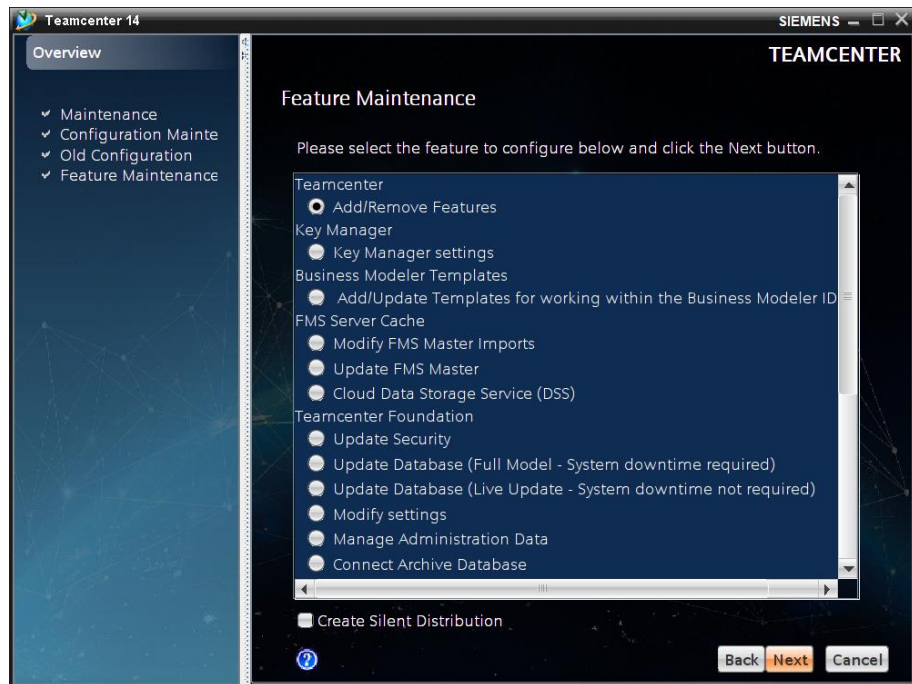 Teamcenter 14
SIEMENS
Overview
TEAMCENTER
Maintenance
Configuration Mainte
Old Configuration
Feature Maintenance
Feature Maintenance
Please select the feature to configure below and click the Next button.
Teamcenter
Add/Remove Features
Key Manager
Key Manager settings
Business Modeler Templates
Add/Update Templates for working within the Business Modeler ID
FMS Server Cache
Modify FMS Master Imports
Update FMS Master
Cloud Data Storage Service (DSS)
Teamcenter Foundation
Update Security
Update Database (Full Model - System downtime required)
Update Database (Live Update - System downtime not required)
Modify settings
Manage Administration Data
Connect Archive Database
Create Silent Distribution
?
Back Next Cancel